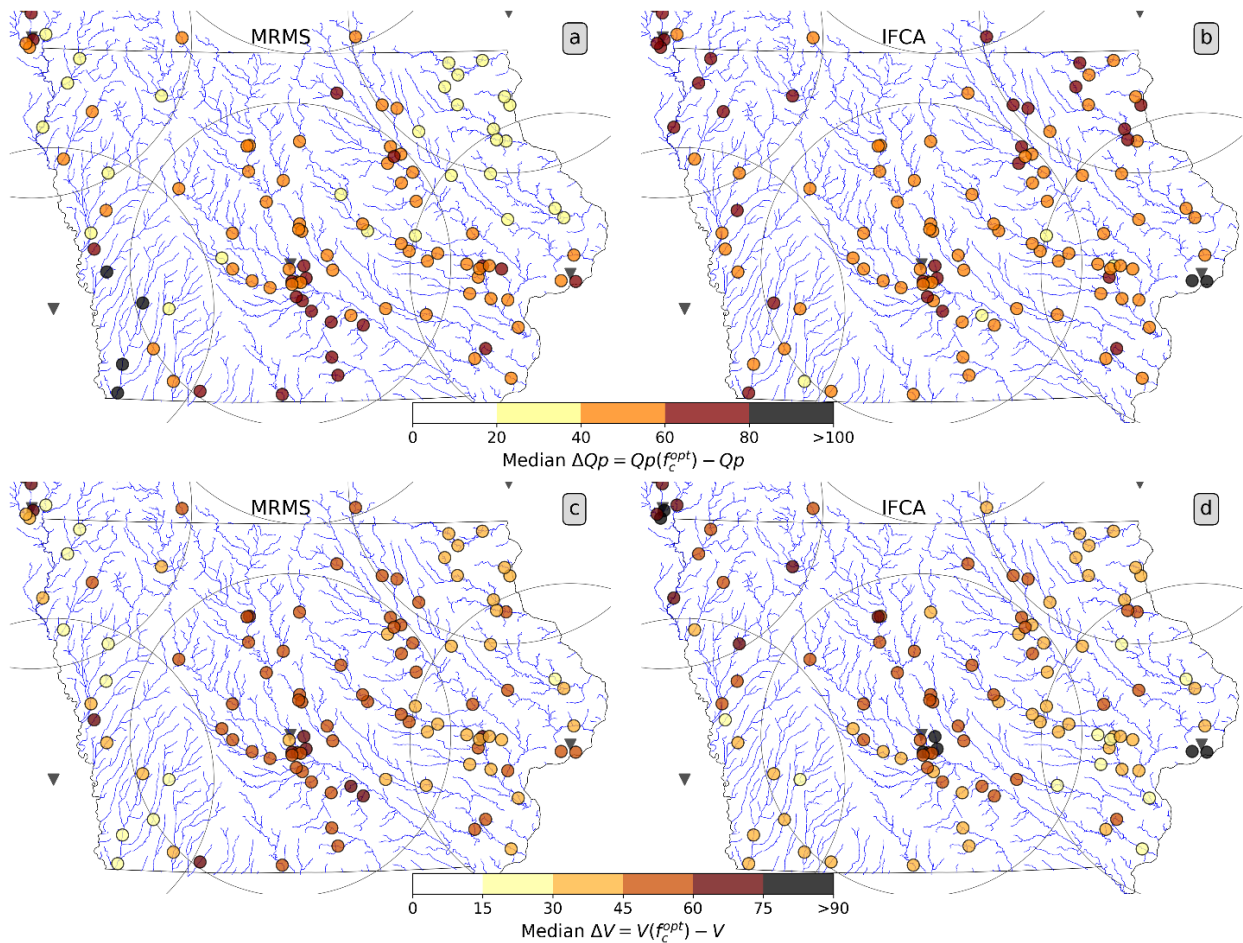 MRMS
a
IFCA
b
0 20 40 60 80 >100
Median ΔQp = Qp(f_c^{opt}) − Qp
MRMS
c
IFCA
d
0 15 30 45 60 75 >90
Median ΔV = V(f_c^{opt}) − V